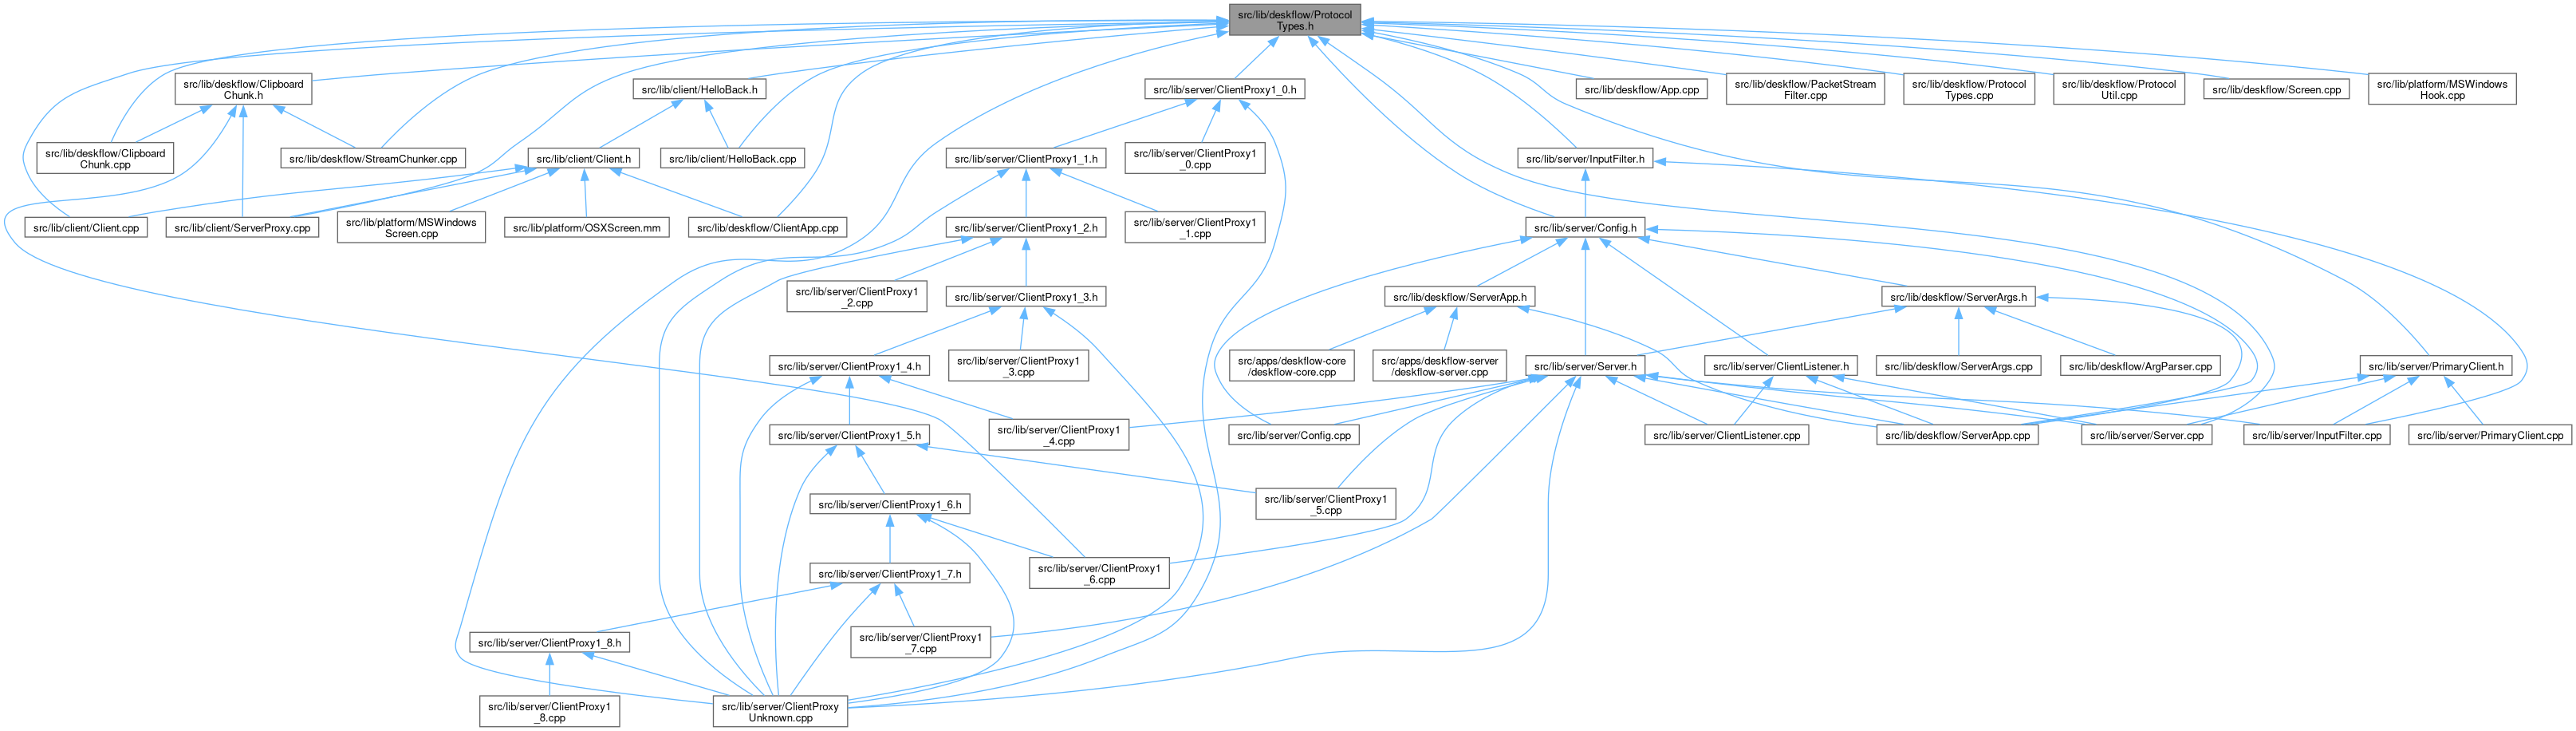 src/lib/deskflow/Protocol
Types.h
src/lib/deskflow/Clipboard
Chunk.h
src/lib/client/HelloBack.h
src/lib/server/ClientProxy1_0.h
src/lib/deskflow/App.cpp
src/lib/deskflow/PacketStream
Filter.cpp
src/lib/deskflow/Protocol
Types.cpp
src/lib/deskflow/Protocol
Util.cpp
src/lib/deskflow/Screen.cpp
src/lib/platform/MSWindows
Hook.cpp
src/lib/deskflow/Clipboard
Chunk.cpp
src/lib/deskflow/StreamChunker.cpp
src/lib/client/Client.h
src/lib/client/HelloBack.cpp
src/lib/server/ClientProxy1_1.h
src/lib/server/ClientProxy1
_0.cpp
src/lib/server/InputFilter.h
src/lib/client/Client.cpp
src/lib/client/ServerProxy.cpp
src/lib/platform/MSWindows
Screen.cpp
src/lib/platform/OSXScreen.mm
src/lib/deskflow/ClientApp.cpp
src/lib/server/ClientProxy1_2.h
src/lib/server/ClientProxy1
_1.cpp
src/lib/server/Config.h
src/lib/server/ClientProxy1
_2.cpp
src/lib/server/ClientProxy1_3.h
src/lib/deskflow/ServerApp.h
src/lib/deskflow/ServerArgs.h
src/lib/server/ClientProxy1_4.h
src/lib/server/ClientProxy1
_3.cpp
src/apps/deskflow-core
/deskflow-core.cpp
src/apps/deskflow-server
/deskflow-server.cpp
src/lib/server/Server.h
src/lib/server/ClientListener.h
src/lib/deskflow/ServerArgs.cpp
src/lib/deskflow/ArgParser.cpp
src/lib/server/PrimaryClient.h
src/lib/server/ClientProxy1_5.h
src/lib/server/ClientProxy1
_4.cpp
src/lib/server/Config.cpp
src/lib/server/ClientListener.cpp
src/lib/deskflow/ServerApp.cpp
src/lib/server/Server.cpp
src/lib/server/InputFilter.cpp
src/lib/server/PrimaryClient.cpp
src/lib/server/ClientProxy1_6.h
src/lib/server/ClientProxy1
_5.cpp
src/lib/server/ClientProxy1_7.h
src/lib/server/ClientProxy1
_6.cpp
src/lib/server/ClientProxy1_8.h
src/lib/server/ClientProxy1
_7.cpp
src/lib/server/ClientProxy1
_8.cpp
src/lib/server/ClientProxy
Unknown.cpp